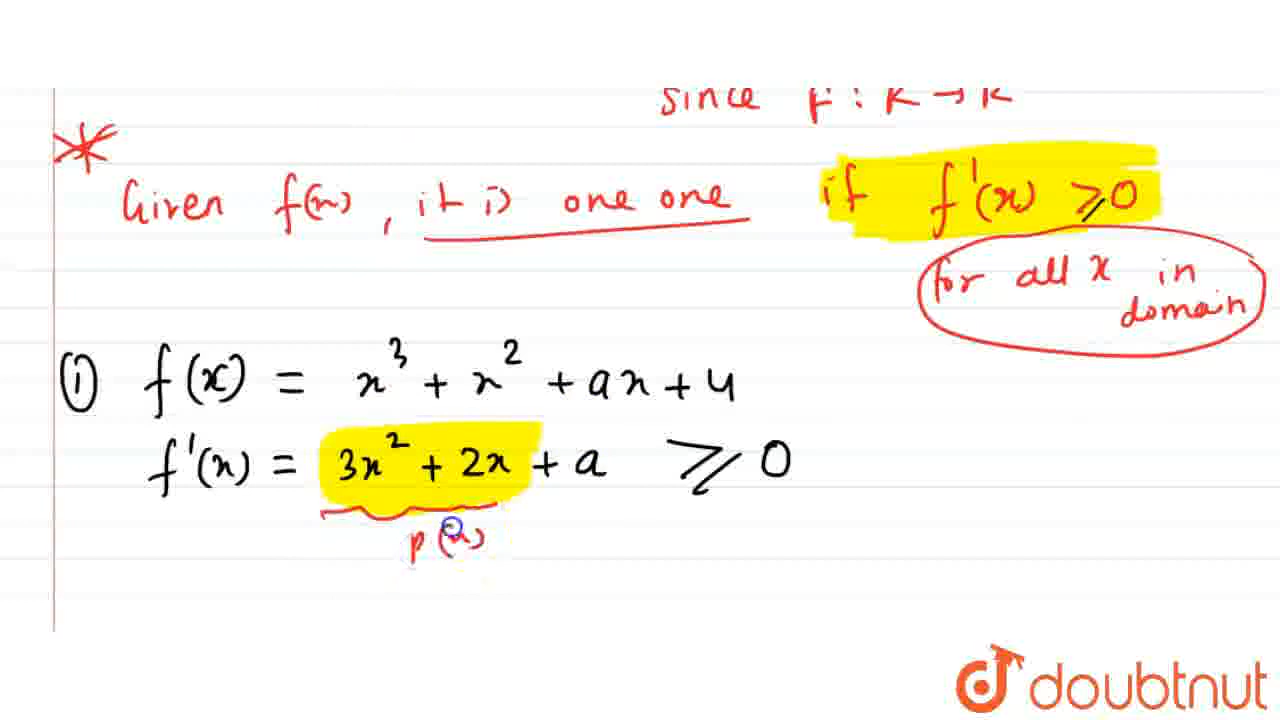 since f : R → R
Given f(x), it is one one if f'(x) ≥ 0
for all x in
domain
① f(x) = x³ + x² + ax + 4
f'(x) = 3x² + 2x + a ≥ 0
p(x)
doubtnut